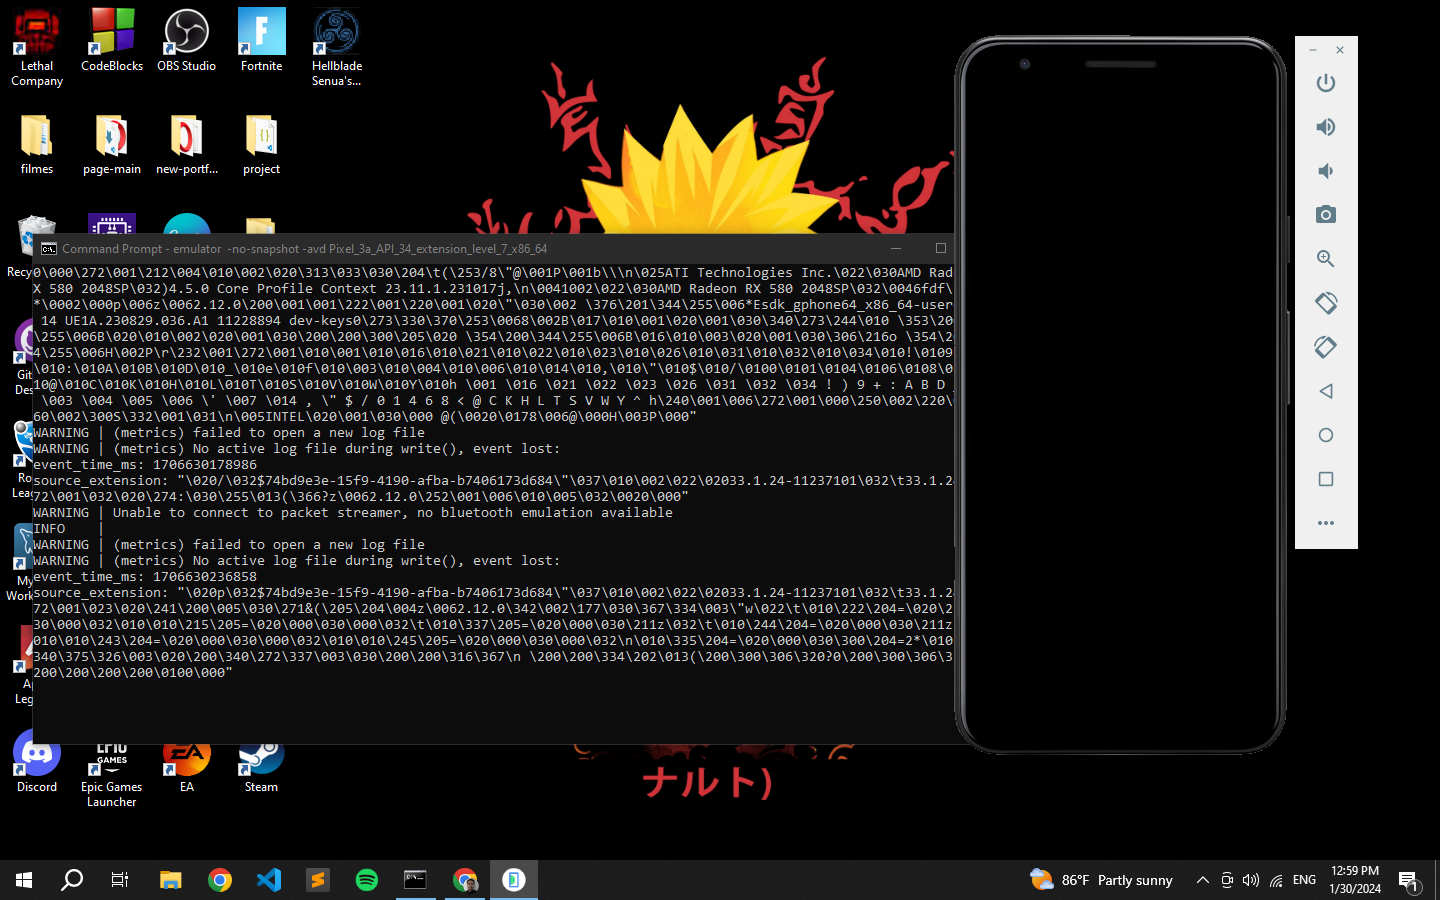 Lethal Company
CodeBlocks
OBS Studio
Fortnite
Hellblade Senua's...
filmes
page-main
new-portf...
project
Command Prompt - emulator  -no-snapshot -avd Pixel_3a_API_34_extension_level_7_x86_64
0\000\272\001\212\004\010\002\020\313\033\030\204\t(\253/8\"@\001P\001b\\\n\025ATI Technologies Inc.\022\030AMD Rad
X 580 2048SP\032)4.5.0 Core Profile Context 23.11.1.231017j,\n\0041002\022\030AMD Radeon RX 580 2048SP\032\0046fdf\
*\0002\000p\006z\0062.12.0\200\001\001\222\001\220\001\020\"\030\002 \376\201\344\255\006*Esdk_gphone64_x86_64-user
14 UE1A.230829.036.A1 11228894 dev-keys0\273\330\370\253\0068\002B\017\010\001\020\001\030\340\273\244\010 \353\20
\255\006B\020\010\002\020\001\030\200\200\300\205\020 \354\200\344\255\006B\016\010\003\020\001\030\306\216o \354\20
4\255\006H\002P\r\232\001\272\001\010\001\010\016\010\021\010\022\010\023\010\026\010\031\010\032\010\034\010!\0109
\010:\010A\010B\010D\010_\010e\010f\010\003\010\004\010\006\010\014\010,\010\"\010$\010/\0100\0101\0104\0106\0108\0
10@\010C\010K\010H\010L\010T\010S\010V\010W\010Y\010h \001 \016 \021 \022 \023 \026 \031 \032 \034 ! ) 9 + : A B D
\003 \004 \005 \006 \' \007 \014 , \" $ / 0 1 4 6 8 < @ C K H L T S V W Y ^ h\240\001\006\272\001\000\250\002\220\0
60\002\300S\332\001\031\n\005INTEL\020\001\030\000 @(\0020\0178\006@\000H\003P\000"
WARNING | (metrics) failed to open a new log file
WARNING | (metrics) No active log file during write(), event lost:
event_time_ms: 1706630178986
source_extension: "\020/\032$74bd9e3e-15f9-4190-afba-b7406173d684\"\037\010\002\022\02033.1.24-11237101\032\t33.1.24
72\001\032\020\274:\030\255\013(\366?z\0062.12.0\252\001\006\010\005\032\0020\000"
WARNING | Unable to connect to packet streamer, no bluetooth emulation available
INFO    |
WARNING | (metrics) failed to open a new log file
WARNING | (metrics) No active log file during write(), event lost:
event_time_ms: 1706630236858
source_extension: "\020p\032$74bd9e3e-15f9-4190-afba-b7406173d684\"\037\010\002\022\02033.1.24-11237101\032\t33.1.24
72\001\023\020\241\200\005\030\271&(\205\204\004z\0062.12.0\342\002\177\030\367\334\003\"w\022\t\010\222\204=\020\2
30\000\032\010\010\215\205=\020\000\030\000\032\t\010\337\205=\020\000\030\211z\032\t\010\244\204=\020\000\030\211z
010\010\243\204=\020\000\030\000\032\010\010\245\205=\020\000\030\000\032\n\010\335\204=\020\000\030\300\204=2*\010
340\375\326\003\020\200\340\272\337\003\030\200\200\316\367\n \200\200\334\202\013(\200\300\306\320?0\200\300\306\3
200\200\200\200\0100\000"
Discord
Epic Games Launcher
EA
Steam
ナルト)
86°F Partly sunny
ENG
12:59 PM
1/30/2024
1